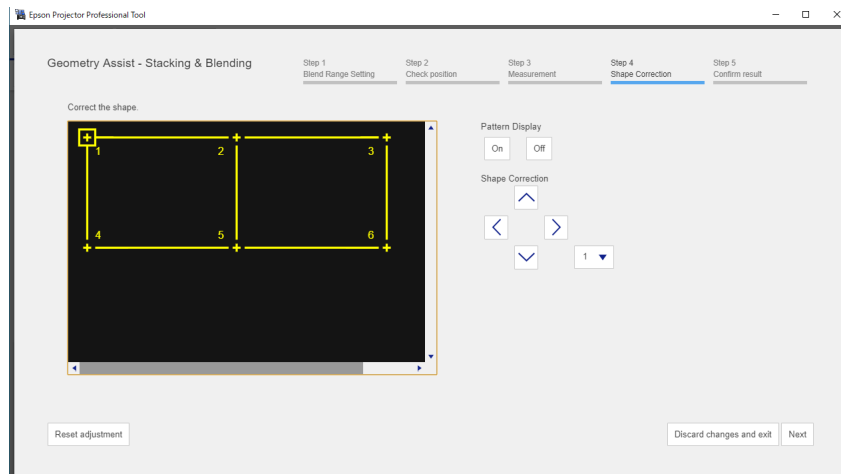 Epson Projector Professional Tool
Geometry Assist - Stacking & Blending
Step 1
Blend Range Setting
Step 2
Check position
Step 3
Measurement
Step 4
Shape Correction
Step 5
Confirm result
Correct the shape.
1
2
3
4
5
6
Pattern Display
On
Off
Shape Correction
1
Reset adjustment
Discard changes and exit
Next